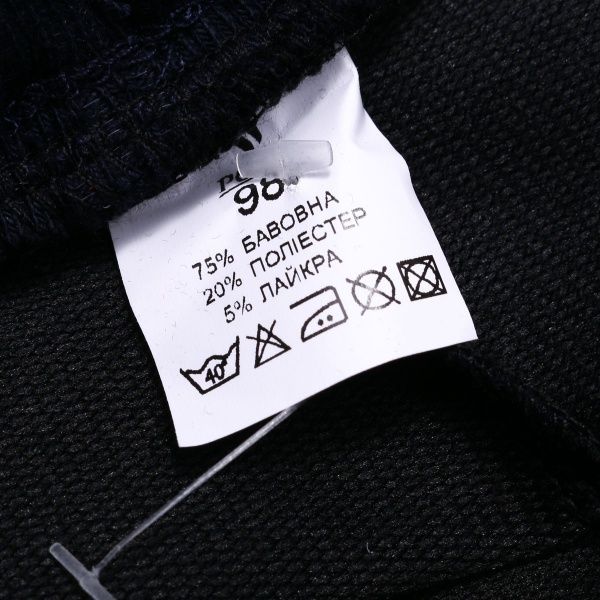 98
75% БАВОВНА
20% ПОЛІЕСТЕР
5% ЛАЙКРА
40°